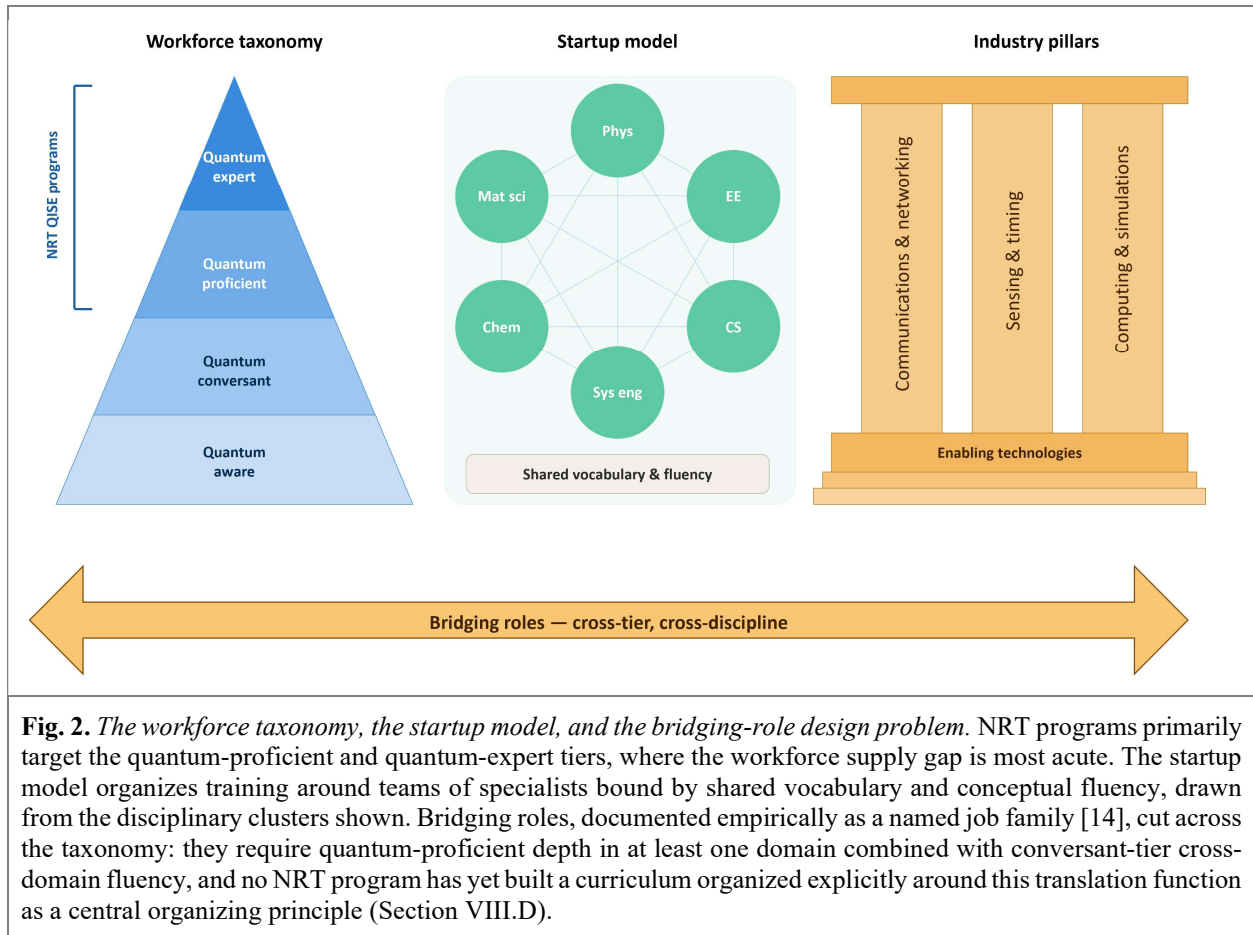 Workforce taxonomy
Startup model
Industry pillars
NRT QISE programs
Quantum
expert
Quantum
proficient
Quantum
conversant
Quantum
aware
Phys
Mat sci
EE
Chem
CS
Sys eng
Shared vocabulary & fluency
Communications & networking
Sensing & timing
Computing & simulations
Enabling technologies
Bridging roles — cross-tier, cross-discipline
Fig. 2. The workforce taxonomy, the startup model, and the bridging-role design problem. NRT programs primarily
target the quantum-proficient and quantum-expert tiers, where the workforce supply gap is most acute. The startup
model organizes training around teams of specialists bound by shared vocabulary and conceptual fluency, drawn
from the disciplinary clusters shown. Bridging roles, documented empirically as a named job family [14], cut across
the taxonomy: they require quantum-proficient depth in at least one domain combined with conversant-tier cross-
domain fluency, and no NRT program has yet built a curriculum organized explicitly around this translation function
as a central organizing principle (Section VIII.D).